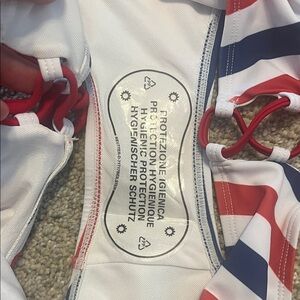 PROTEZIONE IGIENICA
PROTECTION HYGIENIQUE
HYGIENIC PROTECTION
HYGIENISCHER SCHUTZ